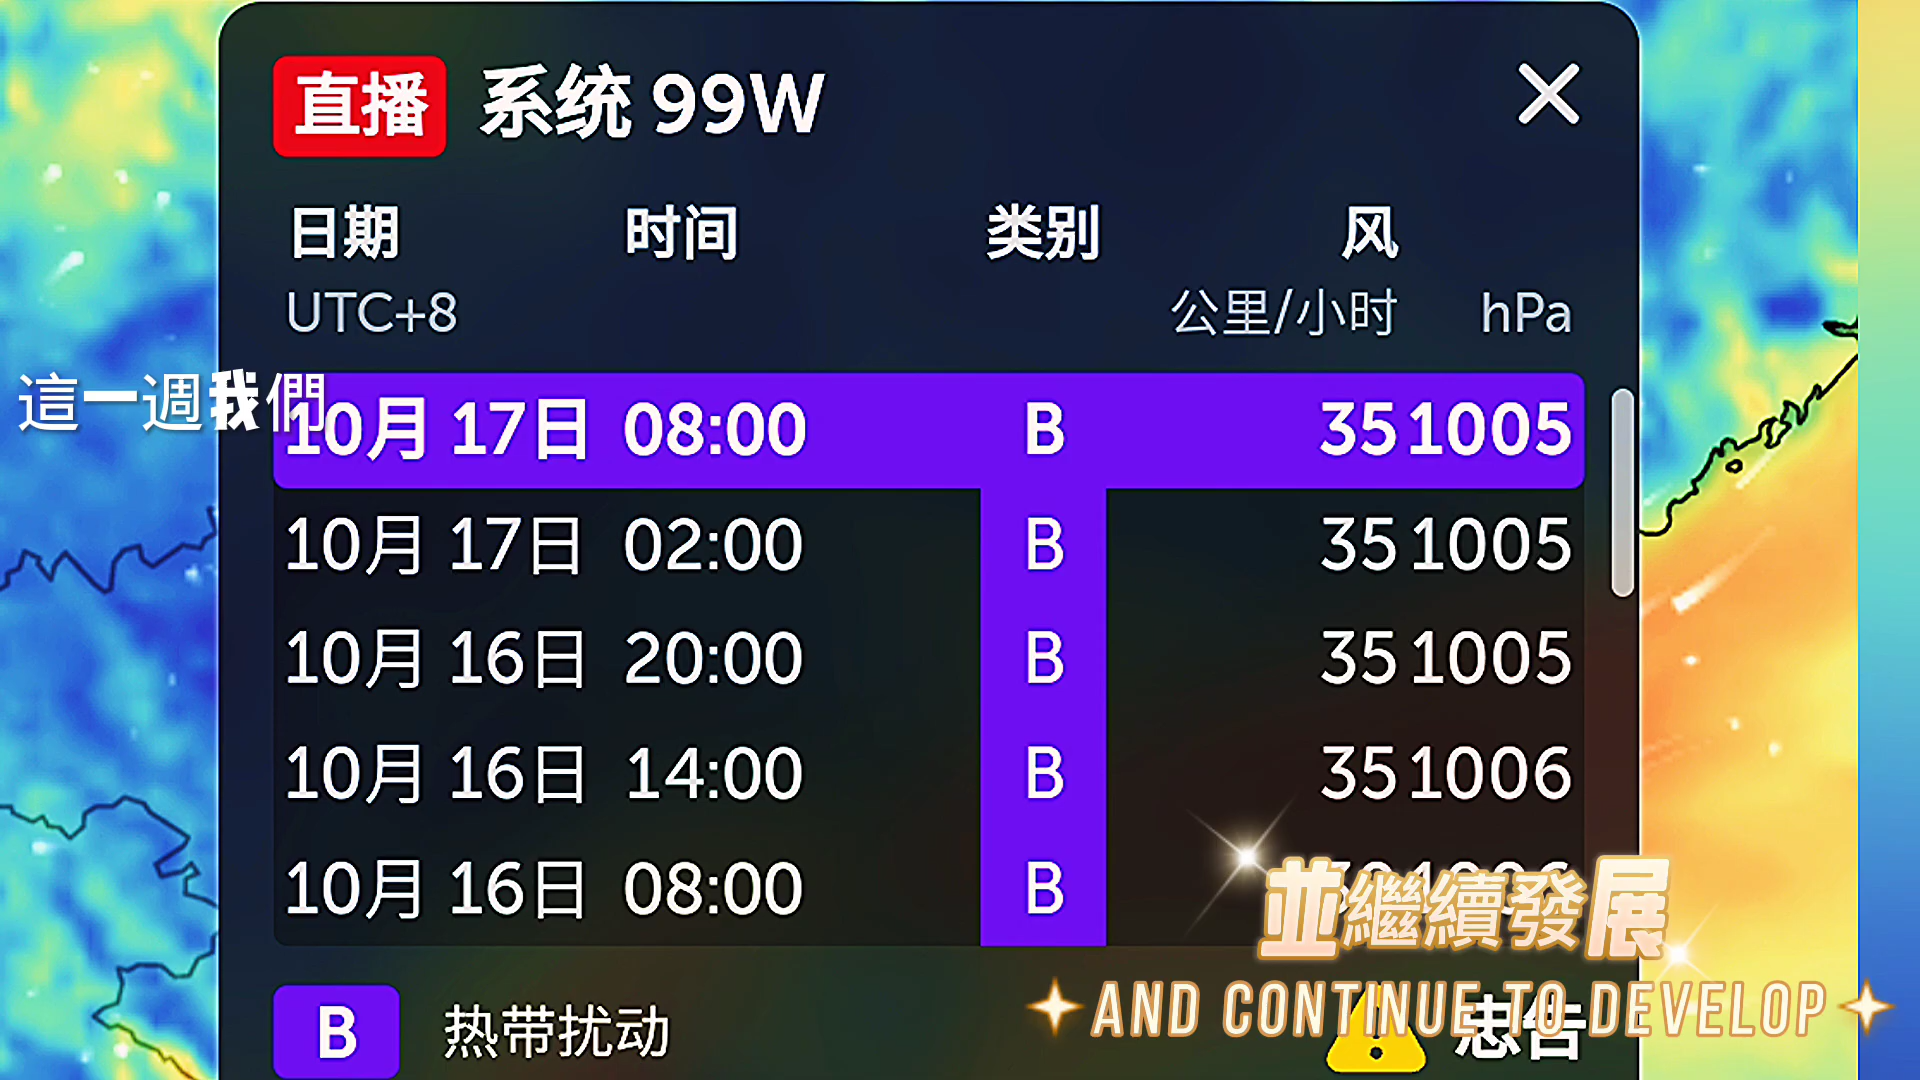 直播 系统 99W
日期 时间 类别 风
UTC+8 公里/小时 hPa
這一週我們
10月 17日 08:00 B 35 1005
10月 17日 02:00 B 35 1005
10月 16日 20:00 B 35 1005
10月 16日 14:00 B 35 1006
10月 16日 08:00 B
並繼續發展
AND CONTINUE TO DEVELOP
B 热带扰动 忠告